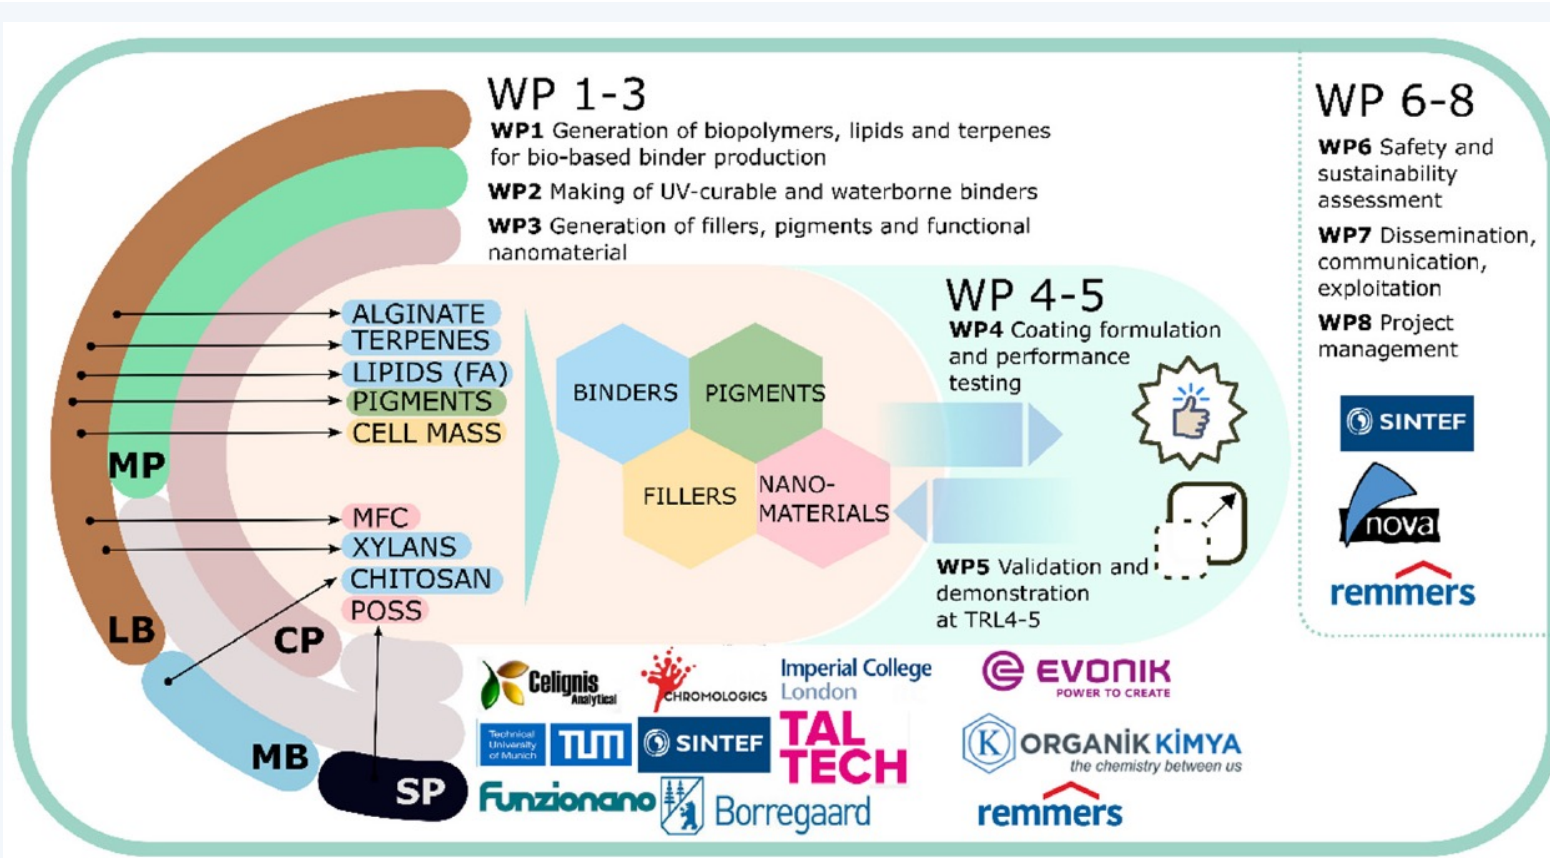 WP 1-3
WP1 Generation of biopolymers, lipids and terpenes
for bio-based binder production
WP2 Making of UV-curable and waterborne binders
WP3 Generation of fillers, pigments and functional
nanomaterial
ALGINATE
TERPENES
LIPIDS (FA)
PIGMENTS
CELL MASS
MFC
XYLANS
CHITOSAN
POSS
MP
LB
CP
MB
SP
BINDERS
PIGMENTS
FILLERS
NANO-
MATERIALS
WP 4-5
WP4 Coating formulation
and performance
testing
WP5 Validation and
demonstration
at TRL4-5
WP 6-8
WP6 Safety and
sustainability
assessment
WP7 Dissemination,
communication,
exploitation
WP8 Project
management
SINTEF
nova
remmers
Celignis
Analytical
CHROMOLOGICS
Imperial College
London
EVONIK
POWER TO CREATE
Technical
University
of Munich
TUM
SINTEF
TAL
TECH
K
ORGANİK KİMYA
the chemistry between us
Funzionano
Borregaard
remmers